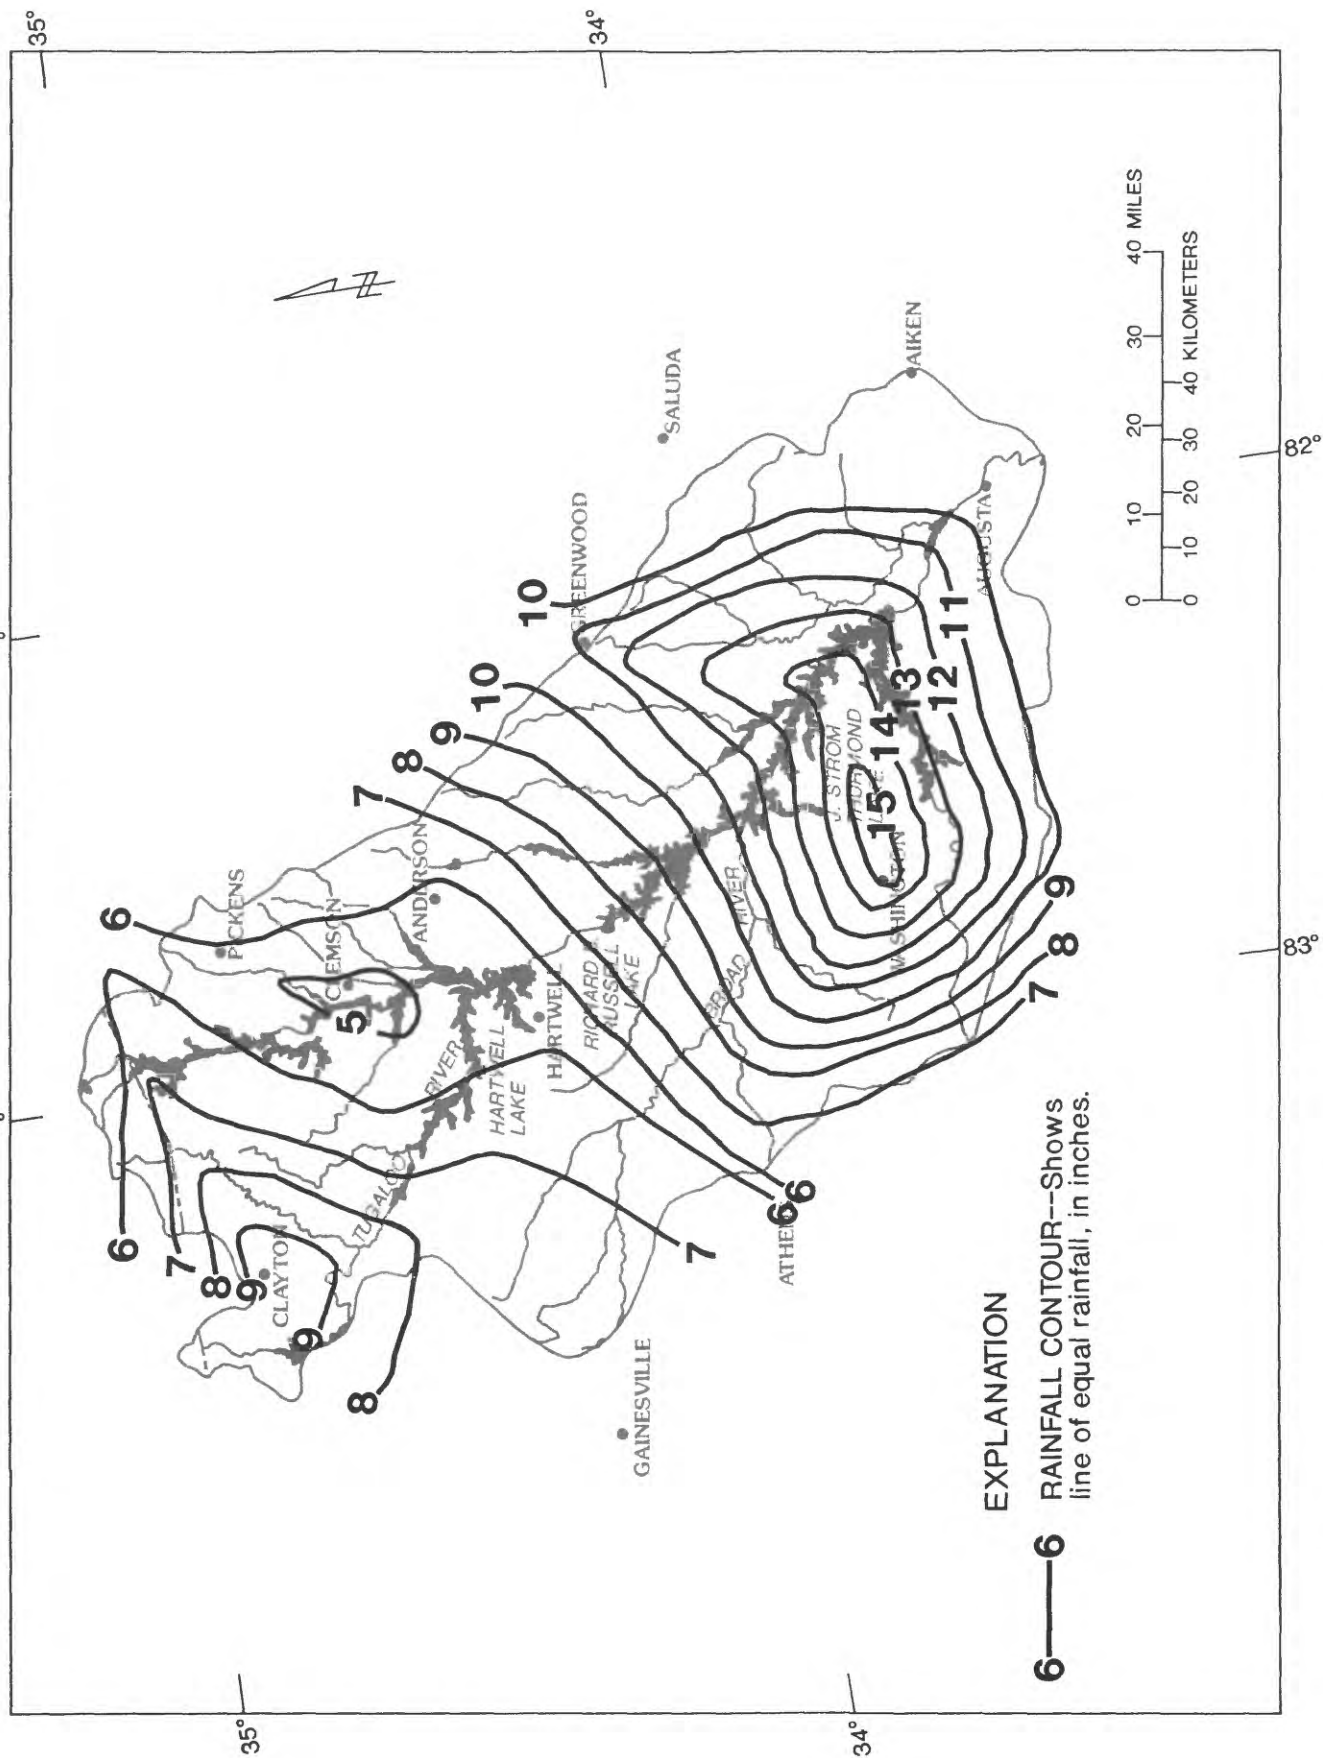 35°
34°
35°
34°
82°
83°
PICKENS
CLEMSON
ANDERSON
CLAYTON
TUGALOO
RIVER
HARTWELL
LAKE
HARTWELL
RICHARD
RUSSELL
LAKE
BROAD
RIVER
GREENWOOD
SALUDA
AIKEN
AUGUSTA
J. STROM
THURMOND
WASHINGTON
GAINESVILLE
6
6
7
8
9
9
8
5
7
8
9
10
10
7
6
6
7
8
9
11
12
13
14
15
0
10
20
30
40 MILES
0
10
20
30
40 KILOMETERS
EXPLANATION
6 6 RAINFALL CONTOUR--Shows
line of equal rainfall, in inches.